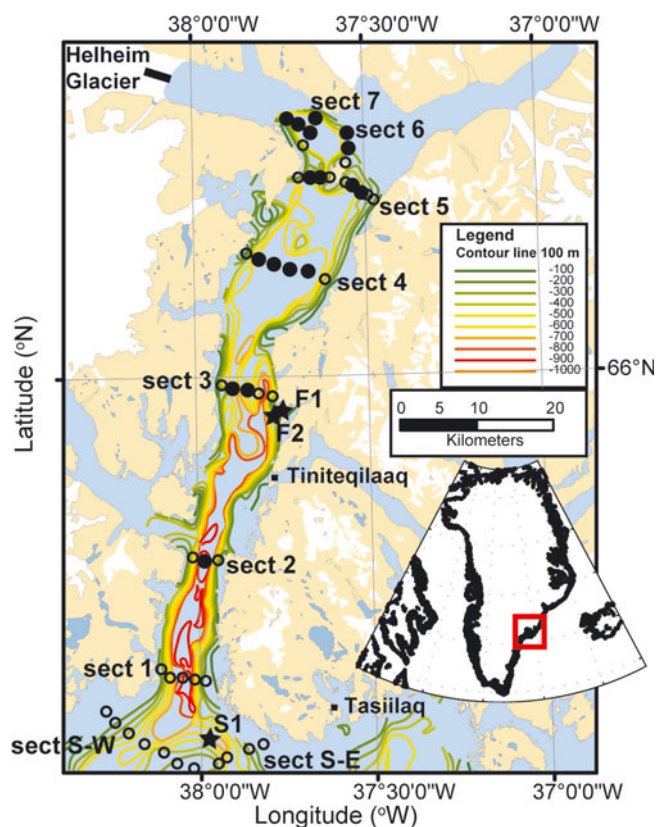 38°0'0"W
37°30'0"W
37°0'0"W
Helheim
Glacier
sect 7
sect 6
sect 5
Legend
Contour line 100 m
-100
-200
-300
-400
-500
-600
-700
-800
-900
-1000
sect 4
66°N
sect 3
F1
F2
0 5 10 20
Kilometers
Latitude (°N)
Tiniteqilaaq
sect 2
sect 1
Tasiilaq
S1
sect S-W
sect S-E
38°0'0"W
37°30'0"W
37°0'0"W
Longitude (°W)